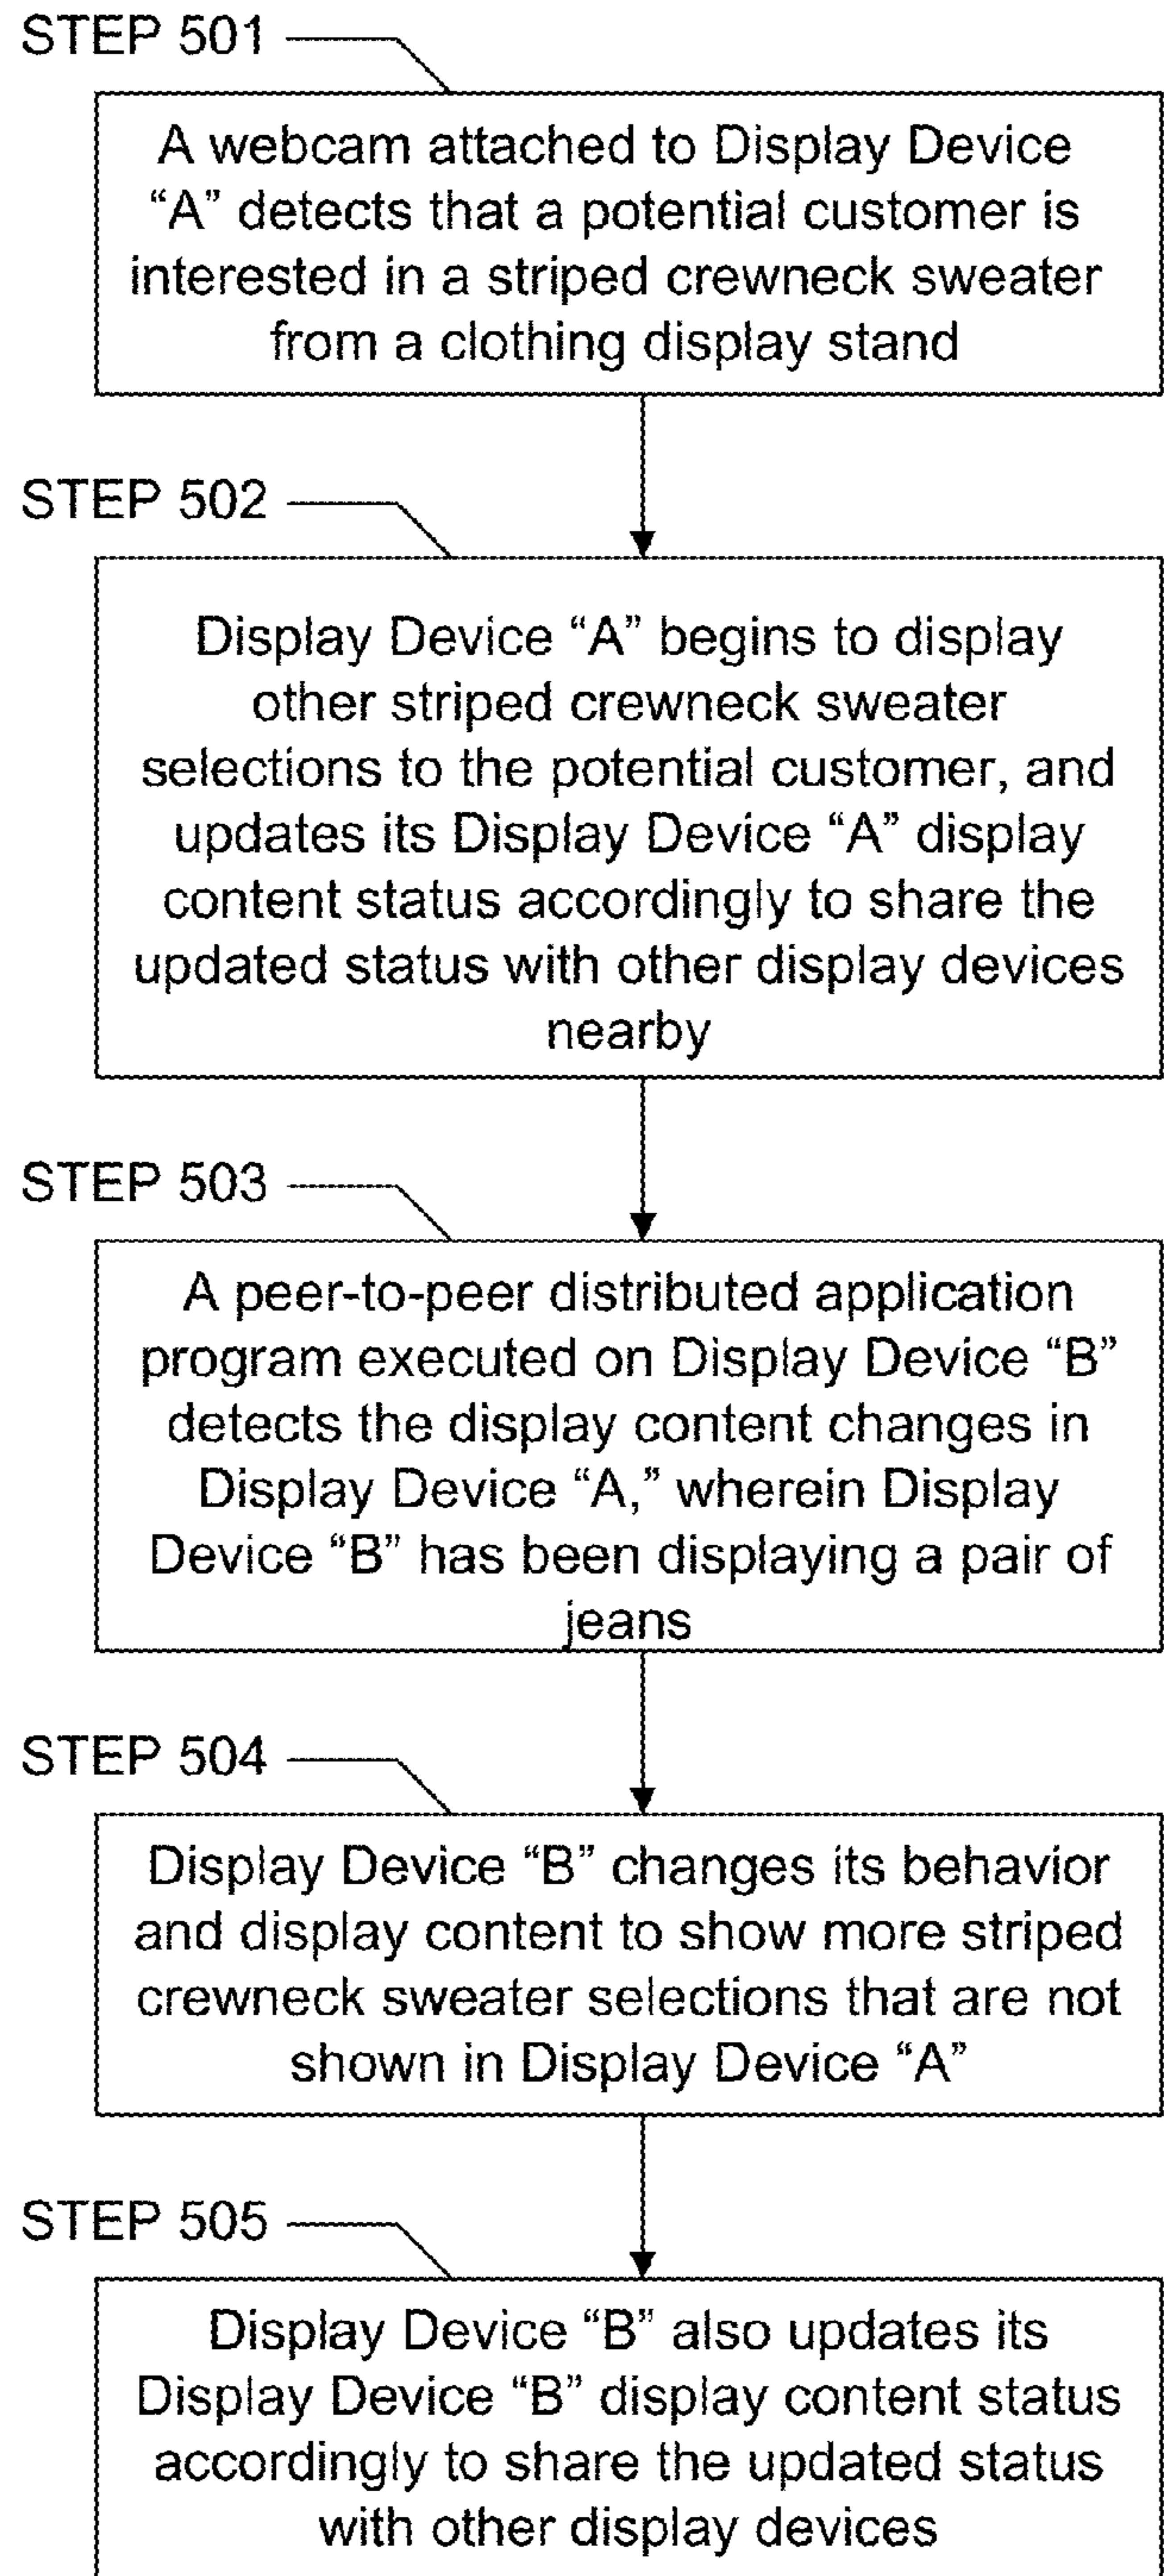 STEP 501
A webcam attached to Display Device
“A” detects that a potential customer is
interested in a striped crewneck sweater
from a clothing display stand
STEP 502
Display Device “A” begins to display
other striped crewneck sweater
selections to the potential customer, and
updates its Display Device “A” display
content status accordingly to share the
updated status with other display devices
nearby
STEP 503
A peer-to-peer distributed application
program executed on Display Device “B”
detects the display content changes in
Display Device “A,” wherein Display
Device “B” has been displaying a pair of
jeans
STEP 504
Display Device “B” changes its behavior
and display content to show more striped
crewneck sweater selections that are not
shown in Display Device “A”
STEP 505
Display Device “B” also updates its
Display Device “B” display content status
accordingly to share the updated status
with other display devices